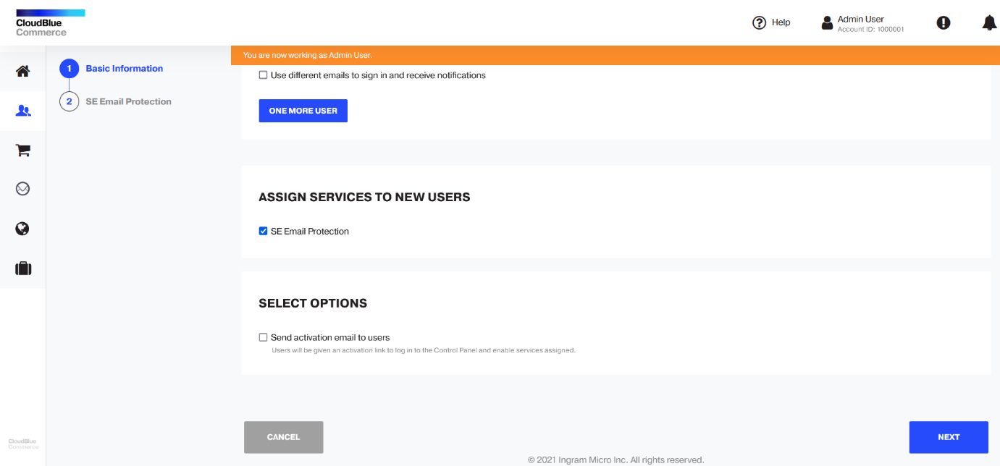 CloudBlue
Commerce
Help
Admin User
Account ID: 1000001
You are now working as Admin User.
1 Basic Information
2 SE Email Protection
Use different emails to sign in and receive notifications
ONE MORE USER
ASSIGN SERVICES TO NEW USERS
SE Email Protection
SELECT OPTIONS
Send activation email to users
Users will be given an activation link to log in to the Control Panel and enable services assigned.
CANCEL
NEXT
CloudBlue
Commerce
© 2021 Ingram Micro Inc. All rights reserved.